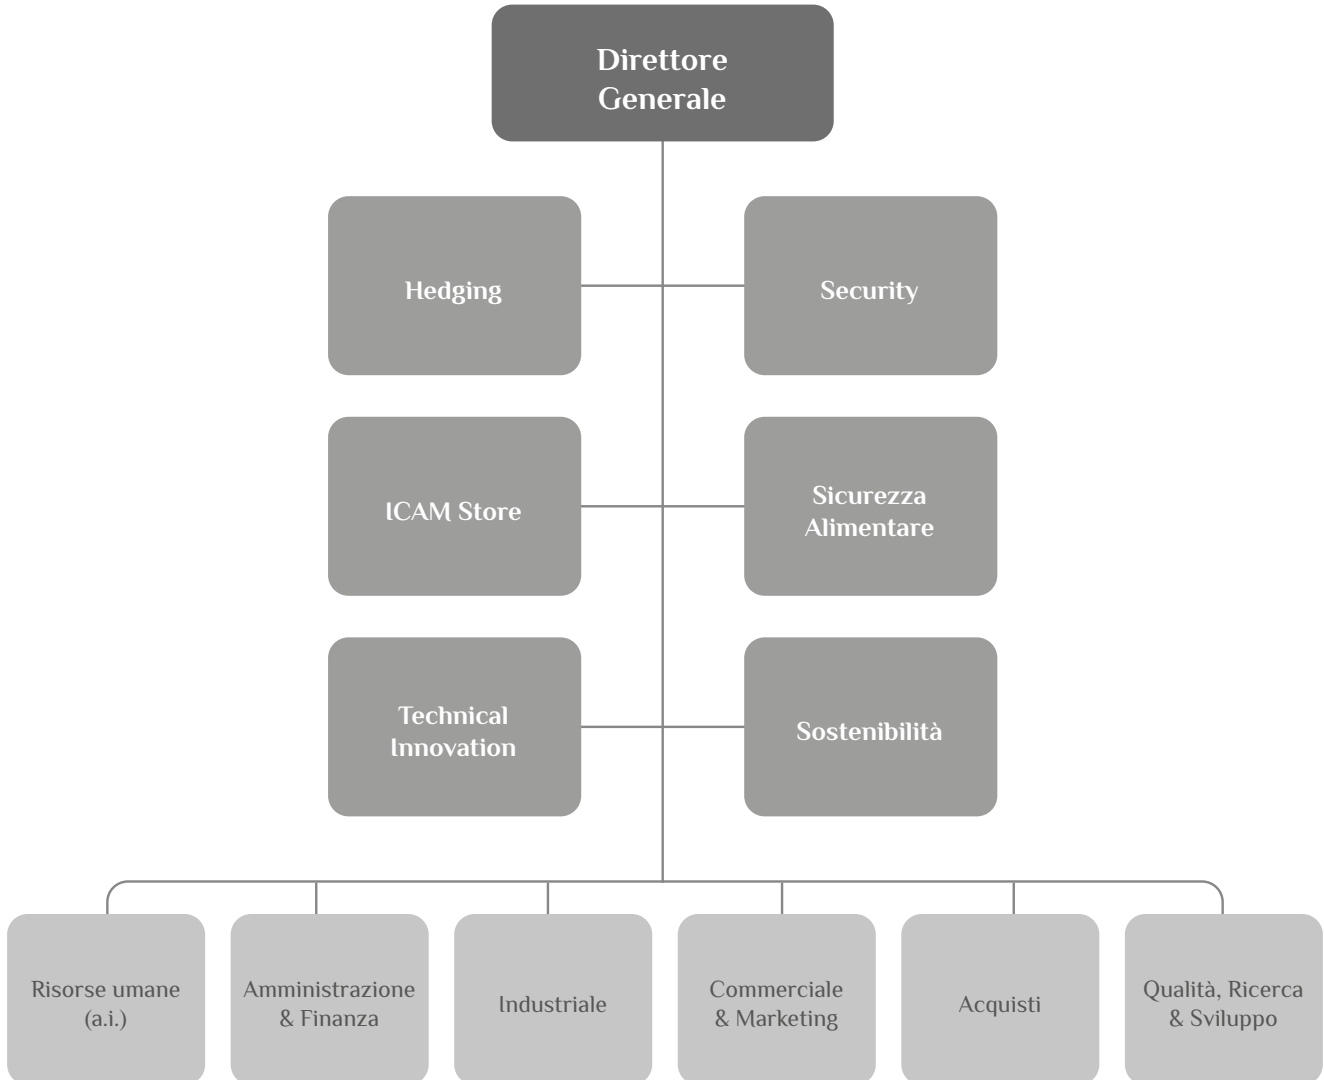 Direttore
Generale
Hedging
Security
ICAM Store
Sicurezza
Alimentare
Technical
Innovation
Sostenibilità
Risorse umane
(a.i.)
Amministrazione
& Finanza
Industriale
Commerciale
& Marketing
Acquisti
Qualità, Ricerca
& Sviluppo